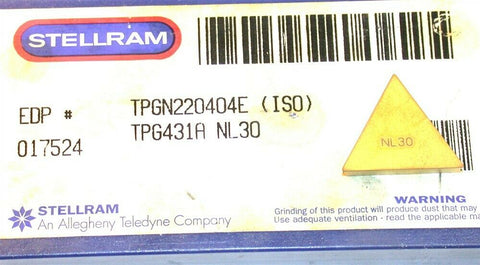 STELLRAM
EDP #
017524
TPGN220404E (ISO)
TPG431A NL30
NL30
STELLRAM
An Allegheny Teledyne Company
WARNING
Grinding of this product will produce dust that may
Use adequate ventilation - read the applicable